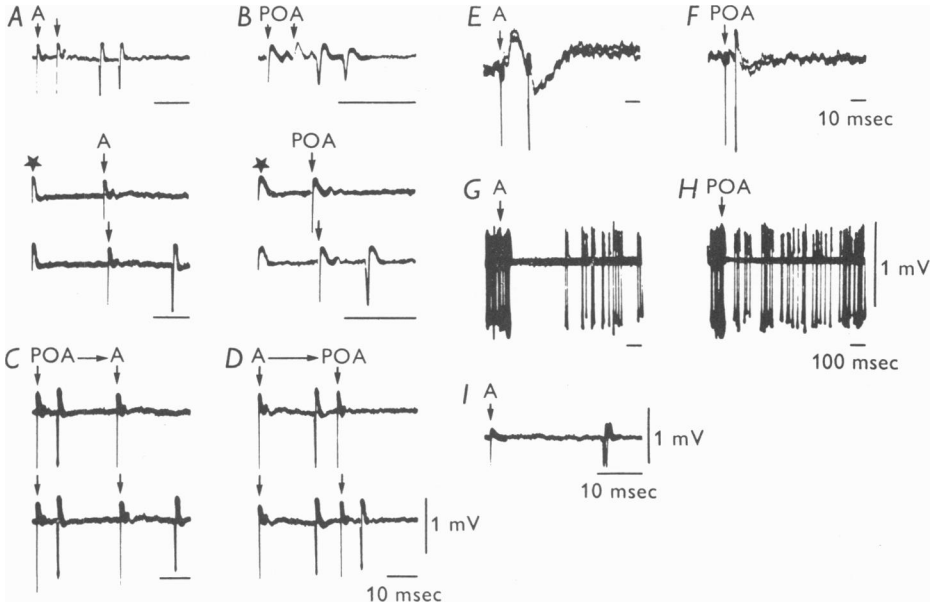 A A
B POA
A
POA
C POA A
D A POA
1 mV
10 msec
E A
F POA
10 msec
G A
H POA
1 mV
100 msec
I A
1 mV
10 msec